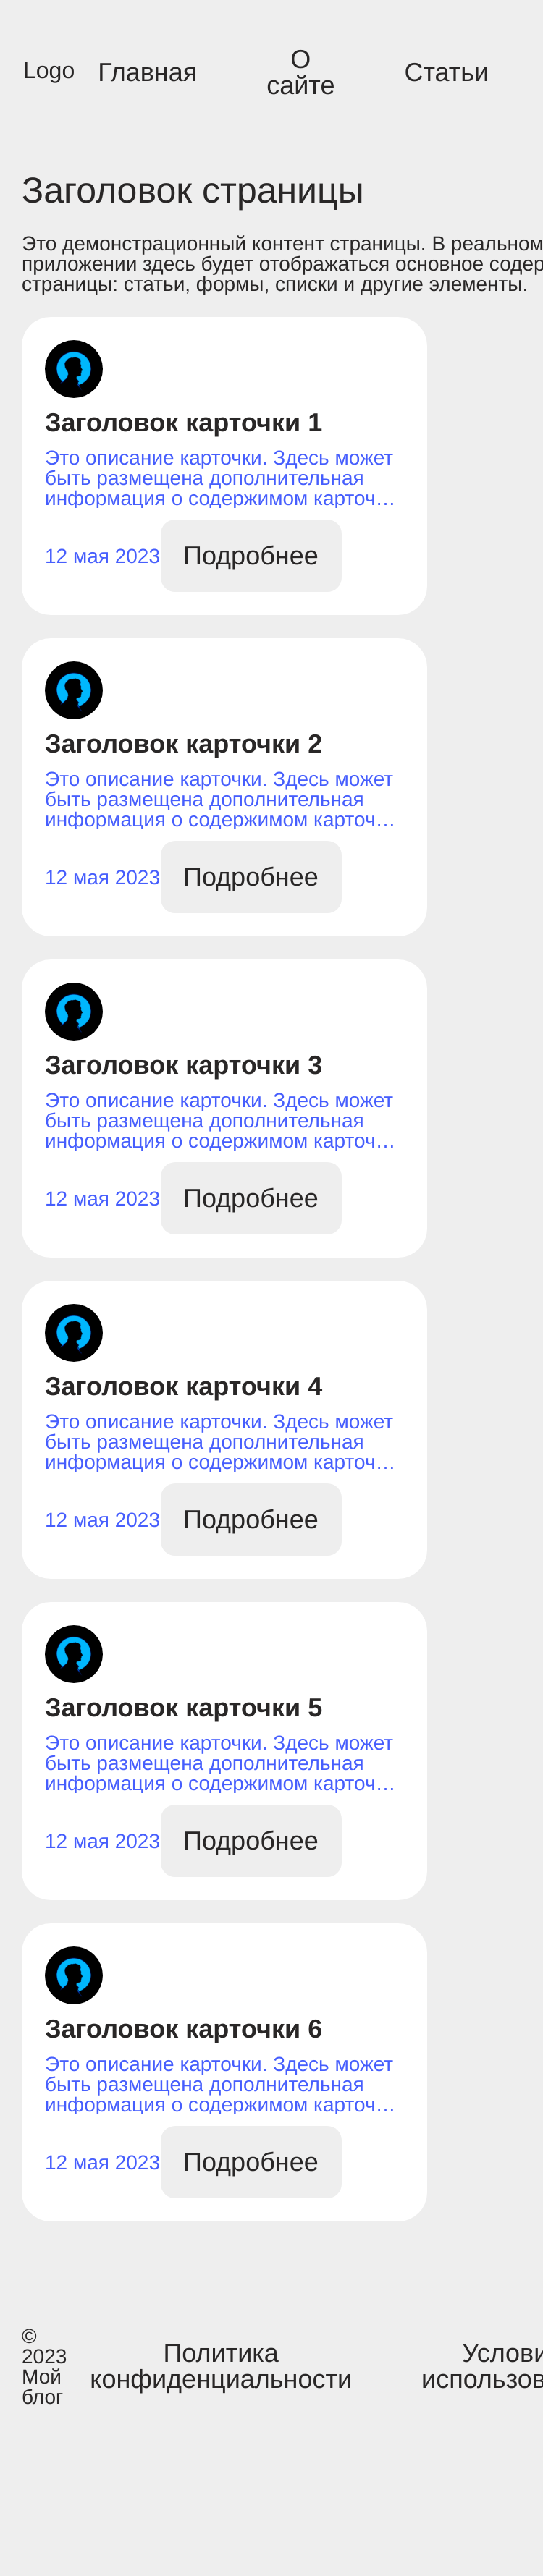 Logo
Главная
О
сайте
Статьи
Заголовок страницы
Это демонстрационный контент страницы. В реальном
приложении здесь будет отображаться основное содер
страницы: статьи, формы, списки и другие элементы.
Заголовок карточки 1
Это описание карточки. Здесь может
быть размещена дополнительная
информация о содержимом карточ…
12 мая 2023
Подробнее
Заголовок карточки 2
Это описание карточки. Здесь может
быть размещена дополнительная
информация о содержимом карточ…
12 мая 2023
Подробнее
Заголовок карточки 3
Это описание карточки. Здесь может
быть размещена дополнительная
информация о содержимом карточ…
12 мая 2023
Подробнее
Заголовок карточки 4
Это описание карточки. Здесь может
быть размещена дополнительная
информация о содержимом карточ…
12 мая 2023
Подробнее
Заголовок карточки 5
Это описание карточки. Здесь может
быть размещена дополнительная
информация о содержимом карточ…
12 мая 2023
Подробнее
Заголовок карточки 6
Это описание карточки. Здесь может
быть размещена дополнительная
информация о содержимом карточ…
12 мая 2023
Подробнее
©
2023
Мой
блог
Политика
конфиденциальности
Услови
использов